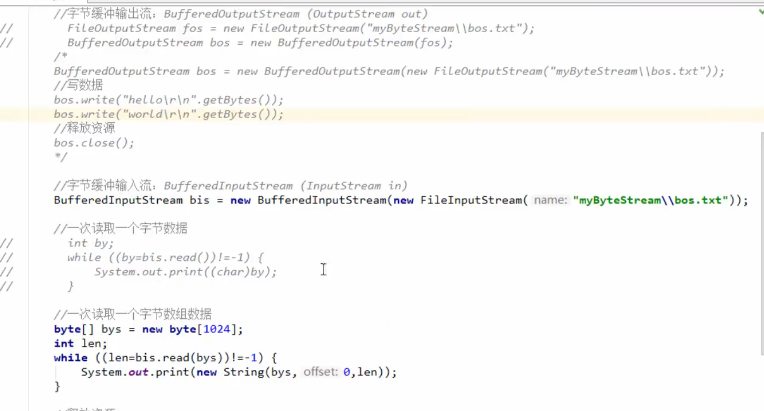 //字节缓冲输出流：BufferedOutputStream (OutputStream out)
// FileOutputStream fos = new FileOutputStream("myByteStream\\bos.txt");
// BufferedOutputStream bos = new BufferedOutputStream(fos);
/*
BufferedOutputStream bos = new BufferedOutputStream(new FileOutputStream("myByteStream\\bos.txt"));
//写数据
bos.write("hello\r\n".getBytes());
bos.write("world\r\n".getBytes());
//释放资源
bos.close();
*/
//字节缓冲输入流：BufferedInputStream (InputStream in)
BufferedInputStream bis = new BufferedInputStream(new FileInputStream( name: "myByteStream\\bos.txt"));
//一次读取一个字节数据
// int by;
// while ((by=bis.read())!=-1) {
// System.out.print((char)by);
// }
//一次读取一个字节数组数据
byte[] bys = new byte[1024];
int len;
while ((len=bis.read(bys))!=-1) {
System.out.print(new String(bys, offset: 0,len));
}